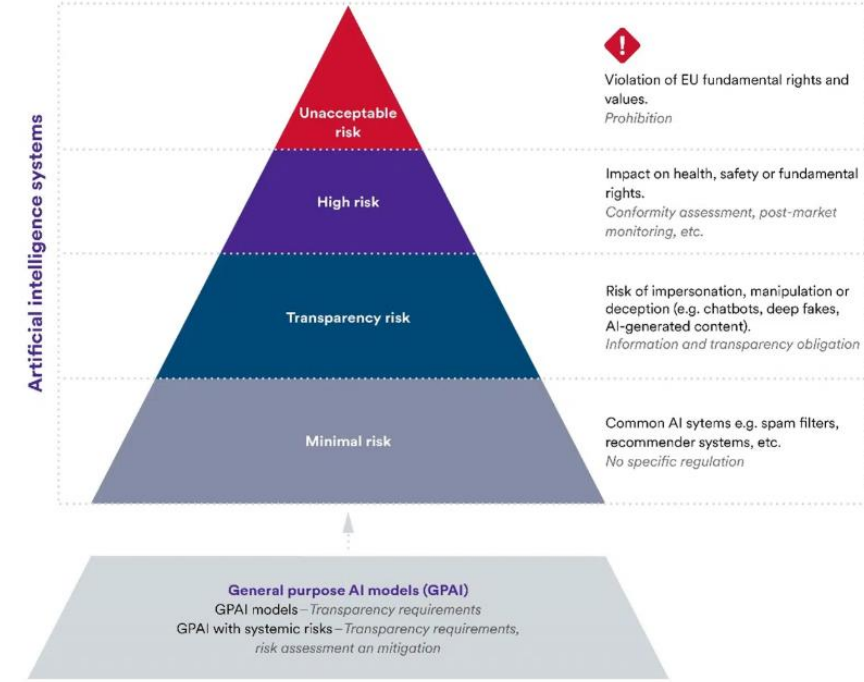 Artificial intelligence systems
Unacceptable
risk
!
Violation of EU fundamental rights and
values.
Prohibition
High risk
Impact on health, safety or fundamental
rights.
Conformity assessment, post-market
monitoring, etc.
Transparency risk
Risk of impersonation, manipulation or
deception (e.g. chatbots, deep fakes,
AI-generated content).
Information and transparency obligation
Minimal risk
Common AI sytems e.g. spam filters,
recommender systems, etc.
No specific regulation
General purpose AI models (GPAI)
GPAI models – Transparency requirements
GPAI with systemic risks – Transparency requirements,
risk assessment an mitigation